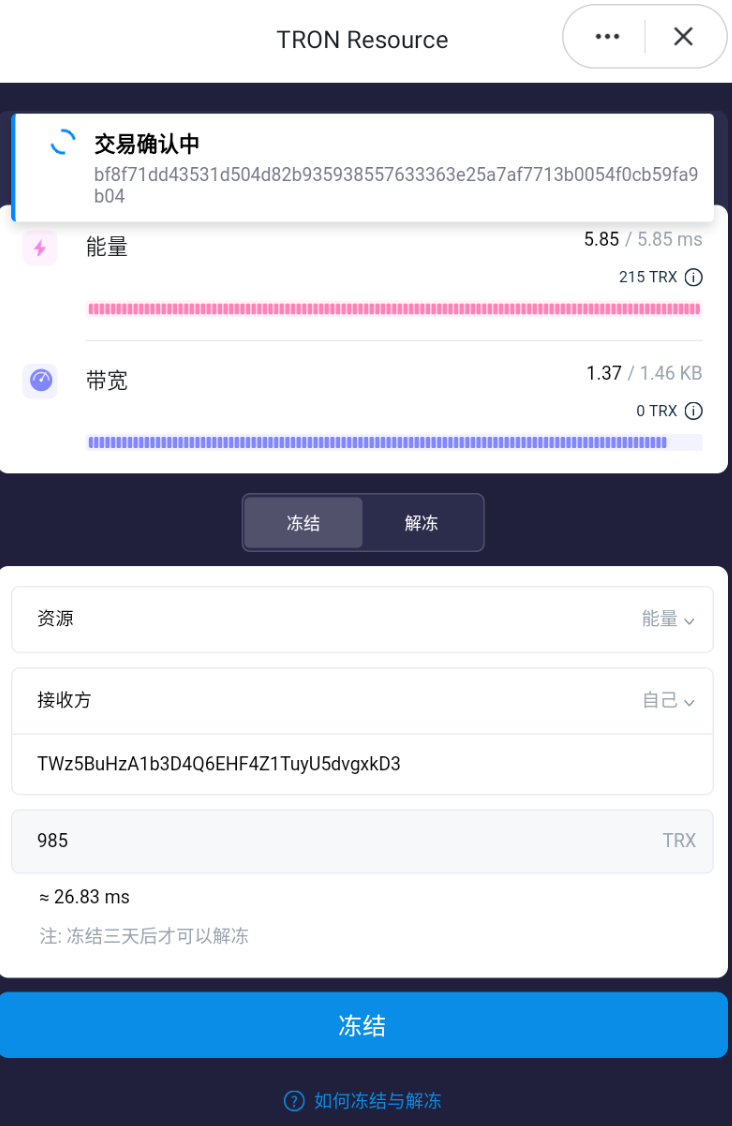 TRON Resource
交易确认中
bf8f71dd43531d504d82b935938557633363e25a7af7713b0054f0cb59fa9
b04
能量
5.85 / 5.85 ms
215 TRX
带宽
1.37 / 1.46 KB
0 TRX
冻结 解冻
资源 能量
接收方 自己
TWz5BuHzA1b3D4Q6EHF4Z1TuyU5dvgxkD3
985 TRX
≈ 26.83 ms
注: 冻结三天后才可以解冻
冻结
如何冻结与解冻